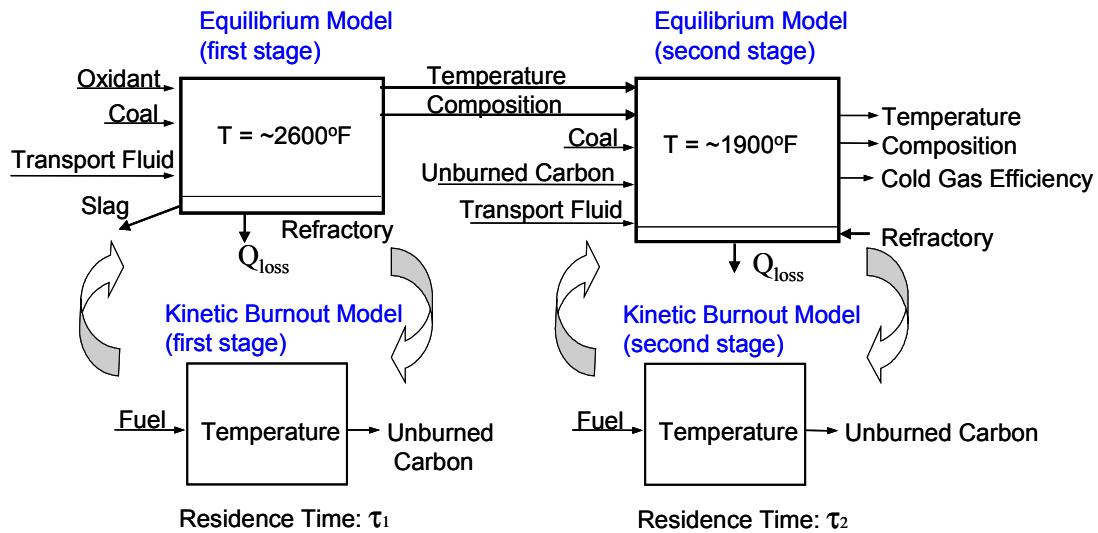 Equilibrium Model
(first stage)
Oxidant
Coal
Transport Fluid
T = ~2600ºF
Slag
Refractory
Qloss
Temperature
Composition
Equilibrium Model
(second stage)
Coal
Unburned Carbon
Transport Fluid
T = ~1900ºF
Temperature
Composition
Cold Gas Efficiency
Refractory
Qloss
Kinetic Burnout Model
(first stage)
Fuel
Temperature
Unburned
Carbon
Residence Time: τ1
Kinetic Burnout Model
(second stage)
Fuel
Temperature
Unburned Carbon
Residence Time: τ2